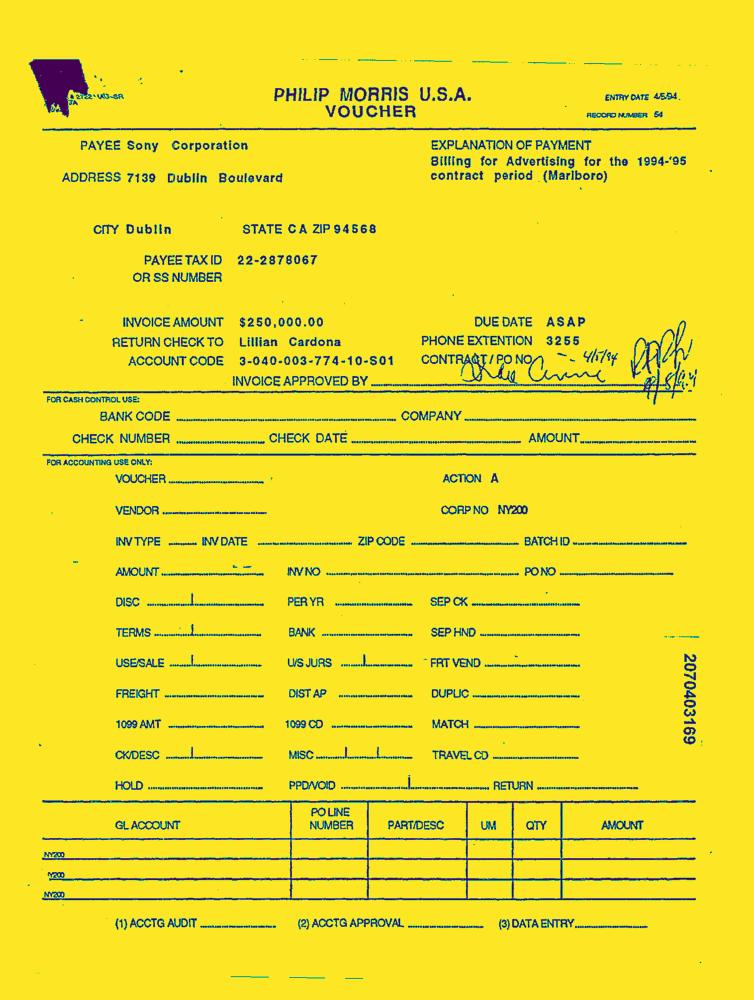 PHILIP MORRIS U.S.A.
VOUCHER
ENTRY DATE 4/5/94.
RECORD NUMBER 54
PAYEE Sony Corporation
ADDRESS 7139 Dublin Boulevard
EXPLANATION OF PAYMENT
Billing for Advertising for the 1994-'95
contract period (Marlboro)
CITY Dublin STATE CA ZIP 94568
PAYEE TAX ID 22-2878067
OR SS NUMBER
INVOICE AMOUNT $250,000.00 DUE DATE ASAP
RETURN CHECK TO Lillian Cardona PHONE EXTENTION 3255
ACCOUNT CODE 3-040-003-774-10-S01 CONTRACT / PO NO 4/5/94
INVOICE APPROVED BY
FOR CASH CONTROL USE:
BANK CODE COMPANY
CHECK NUMBER CHECK DATE AMOUNT
FOR ACCOUNTING USE ONLY:
VOUCHER ACTION A
VENDOR CORP NO NY200
INV TYPE INV DATE ZIP CODE BATCH ID
AMOUNT INV NO PO NO
DISC PER YR SEP CK
TERMS BANK SEP HND
USE/SALE U/S JURS FRT VEND
FREIGHT DIST AP DUPLIC
1099 AMT 1099 CD MATCH
CK/DESC MISC TRAVEL CD
HOLD PPD/VOID RETURN
GL ACCOUNT PO LINE NUMBER PART/DESC UM QTY AMOUNT
NY200
Y200
NY200
(1) ACCTG AUDIT (2) ACCTG APPROVAL (3) DATA ENTRY
2070403169